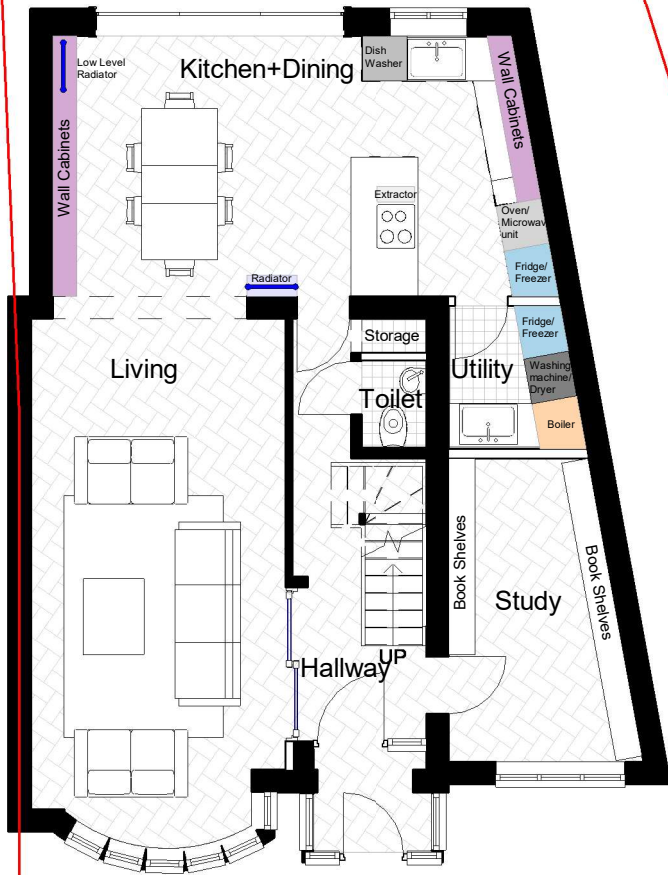 Dish
Washer
Low Level
Radiator
Kitchen+Dining
Wall Cabinets
Wall Cabinets
Extractor
Oven/
Microwav
unit
Fridge/
Freezer
Radiator
Storage
Fridge/
Freezer
Living
Utility
Toilet
Washing
machine/
Dryer
Boiler
Book Shelves
Book Shelves
Study
UP
Hallway